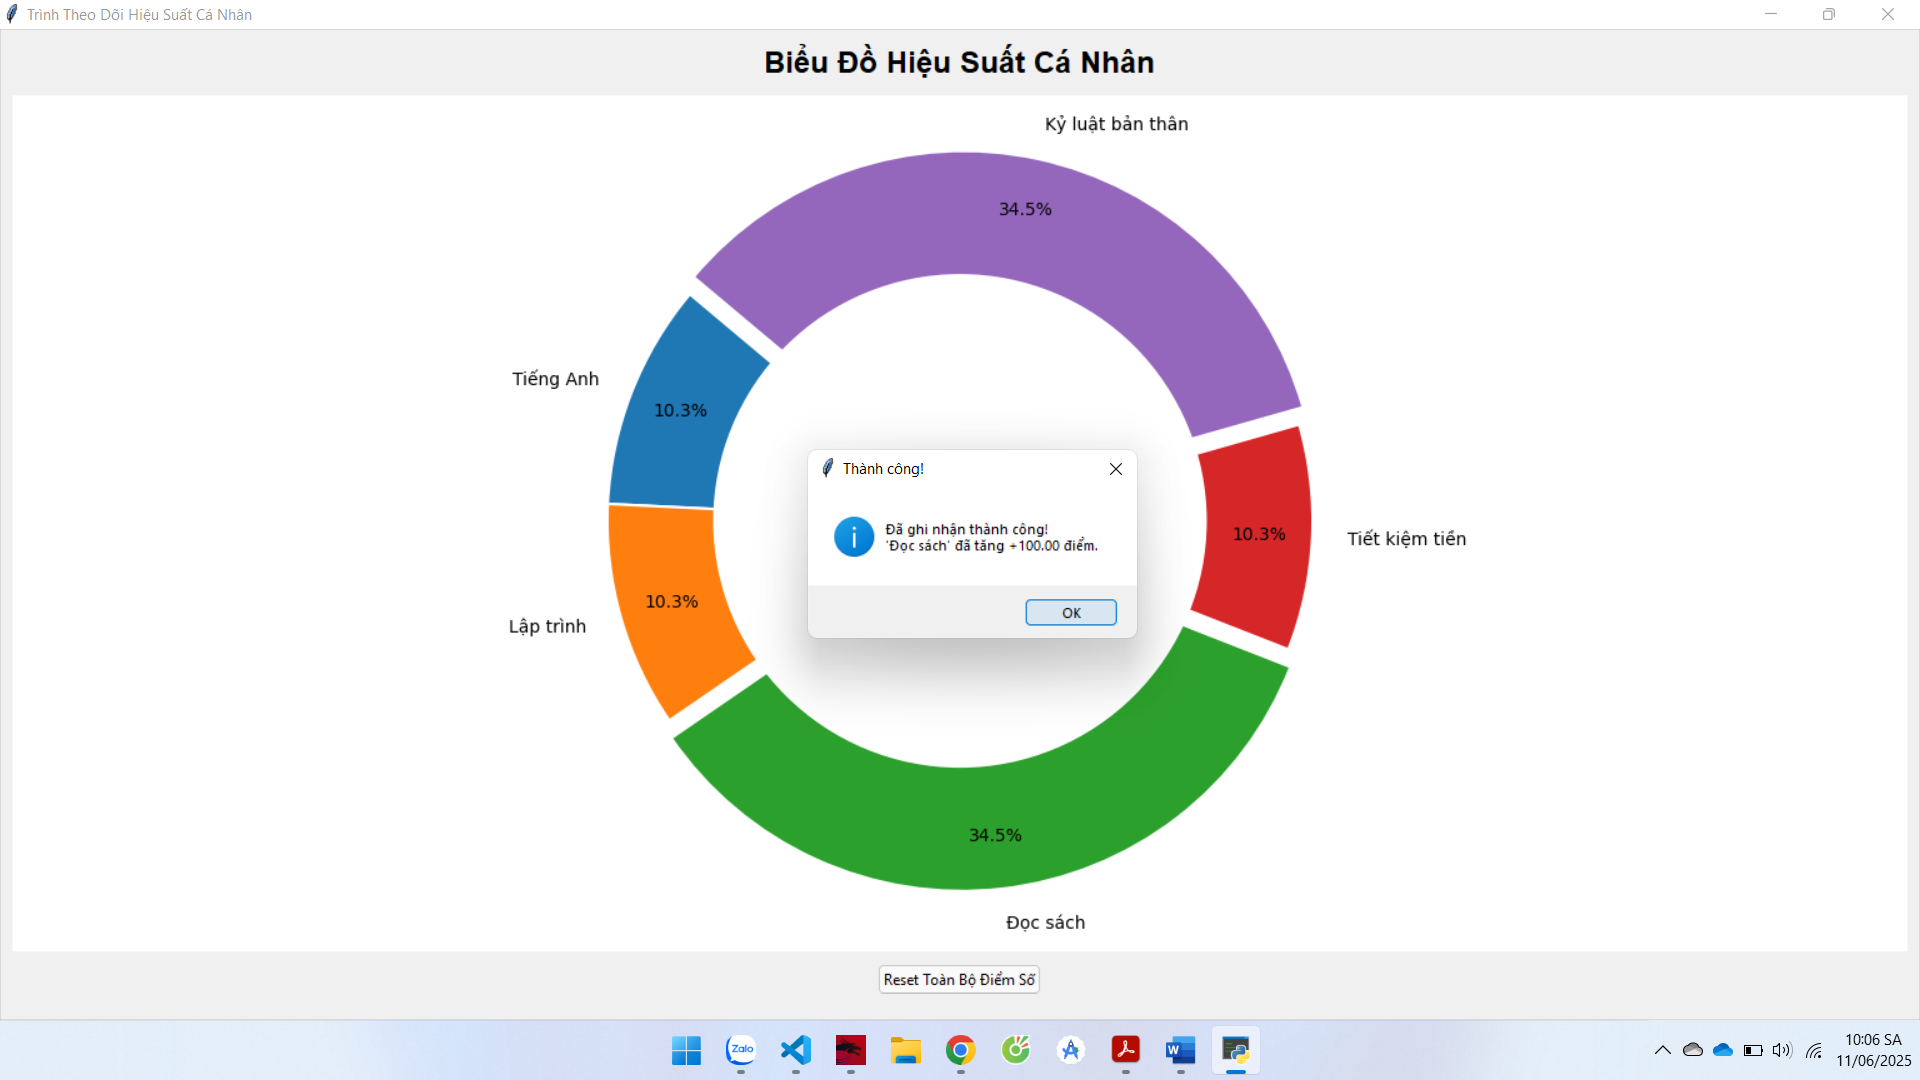 Trình Theo Dõi Hiệu Suất Cá Nhân
Biểu Đồ Hiệu Suất Cá Nhân
Kỷ luật bản thân
34.5%
Tiếng Anh
10.3%
Thành công!
Đã ghi nhận thành công!
'Đọc sách' đã tăng +100.00 điểm.
OK
10.3%
Tiết kiệm tiền
10.3%
Lập trình
34.5%
Đọc sách
Reset Toàn Bộ Điểm Số
Zalo
W
10:06 SA
11/06/2025